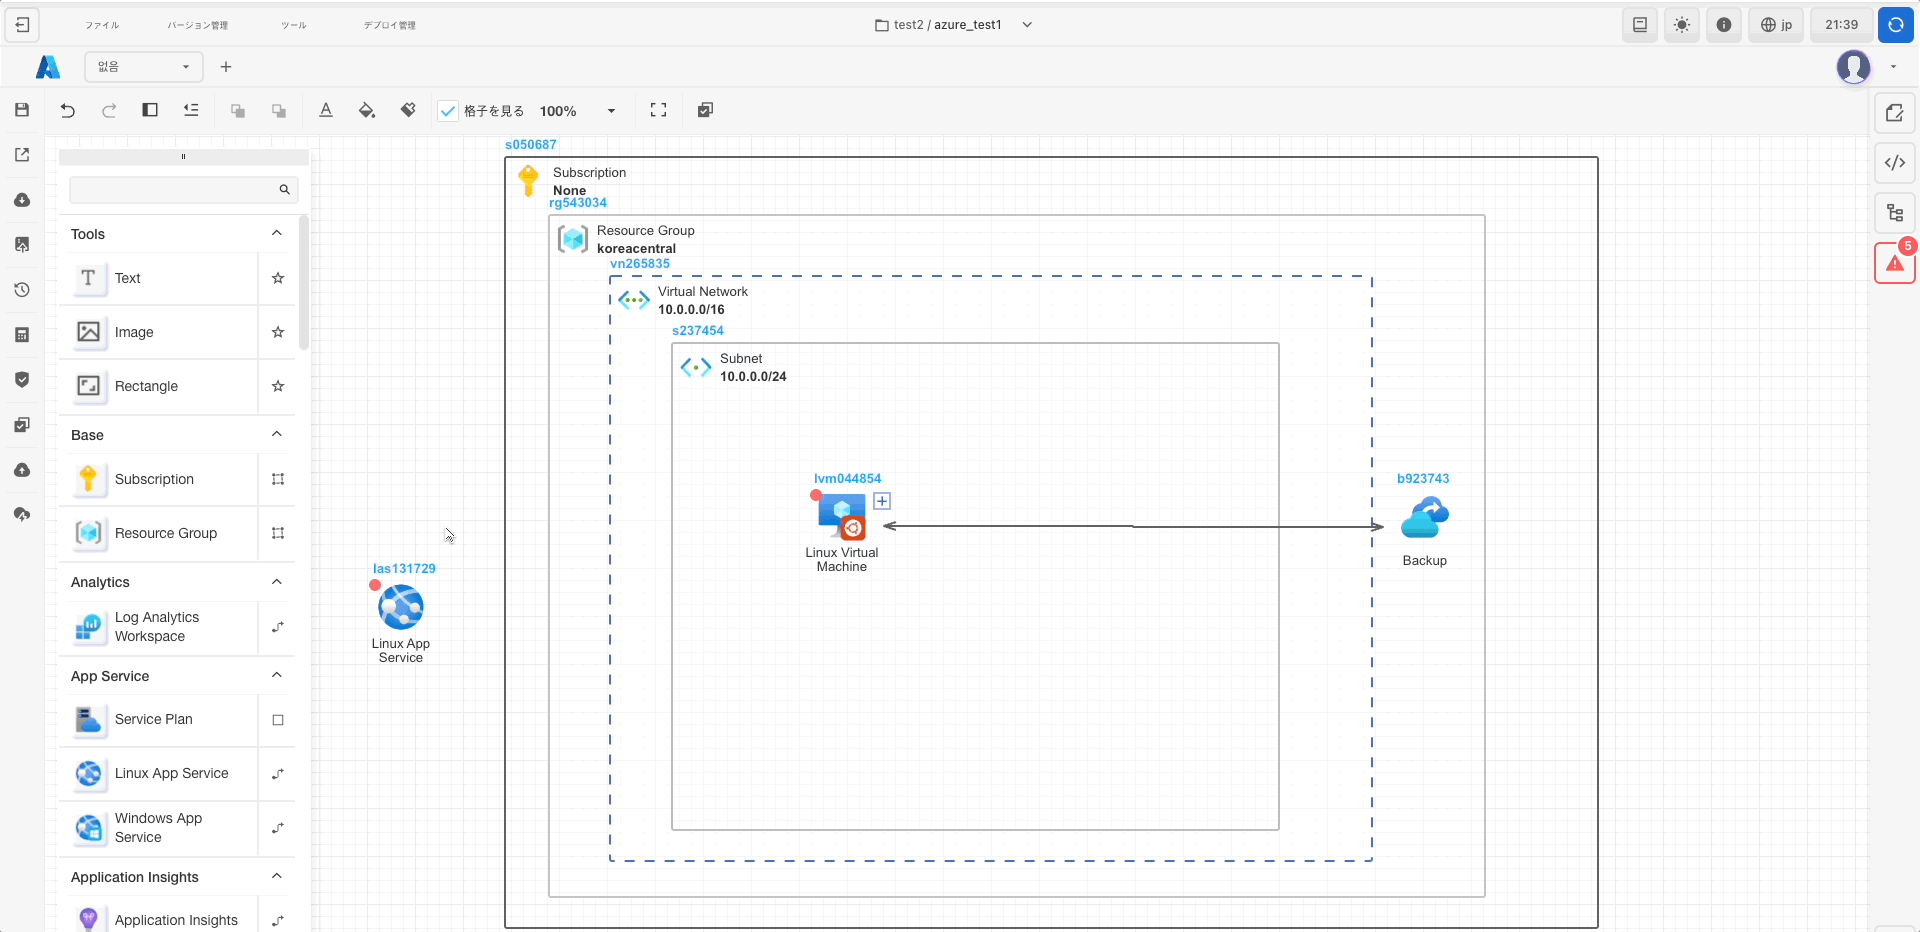 ファイル
バージョン管理
ツール
デプロイ管理
test2 / azure_test1
jp
21:39
없음
格子を見る
100%
5
Tools
Text
Image
Rectangle
Base
Subscription
Resource Group
Analytics
Log Analytics
Workspace
App Service
Service Plan
Linux App Service
Windows App
Service
Application Insights
Application Insights
s050687
Subscription
None
rg543034
Resource Group
koreacentral
vn265835
Virtual Network
10.0.0.0/16
s237454
Subnet
10.0.0.0/24
lvm044854
Linux Virtual
Machine
b923743
Backup
las131729
Linux App
Service